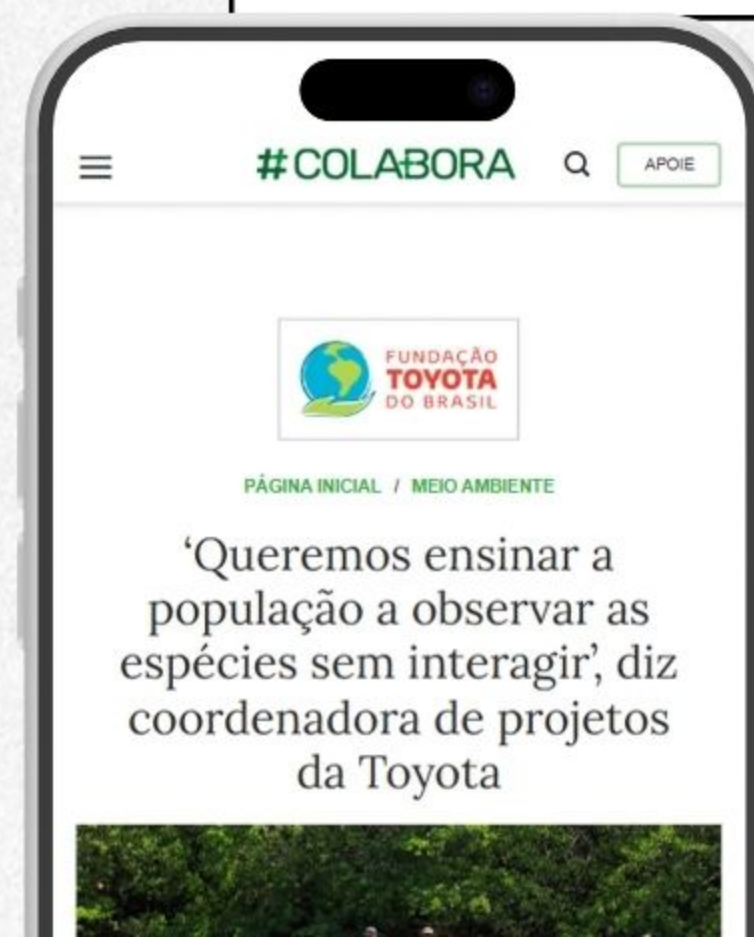 #COLABORA
APOIE
FUNDAÇÃO
TOYOTA
DO BRASIL
PÁGINA INICIAL / MEIO AMBIENTE
‘Queremos ensinar a
população a observar as
espécies sem interagir’, diz
coordenadora de projetos
da Toyota